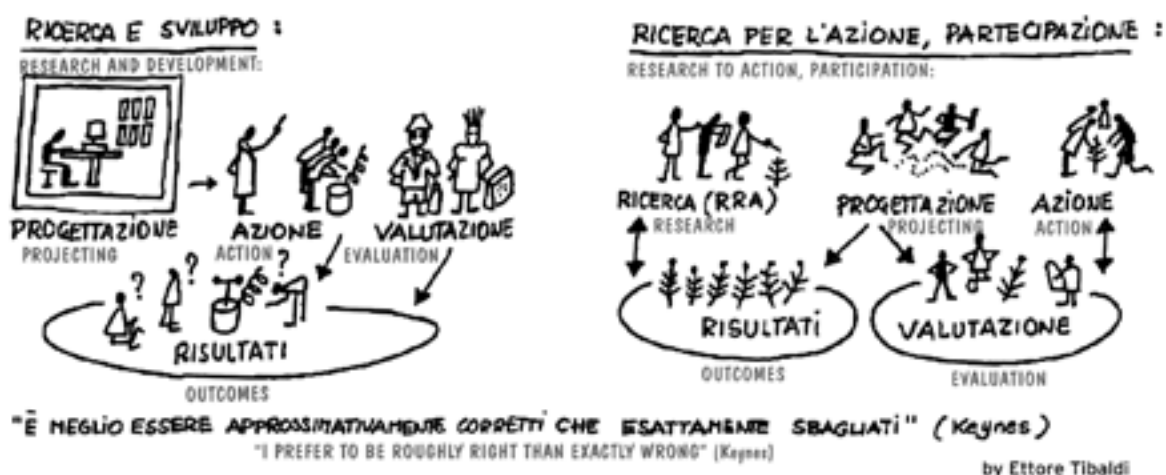 RICERCA E SVILUPPO :
RESEARCH AND DEVELOPMENT:
PROGETTAZIONE
PROJECTING
AZIONE
ACTION
VALUTAZIONE
EVALUATION
? ? ?
RISULTATI
OUTCOMES
RICERCA PER L'AZIONE, PARTECIPAZIONE :
RESEARCH TO ACTION, PARTICIPATION:
RICERCA (RRA)
RESEARCH
PROGETTAZIONE
PROJECTING
AZIONE
ACTION
RISULTATI
OUTCOMES
VALUTAZIONE
EVALUATION
"È MEGLIO ESSERE APPROSSIMATIVAMENTE CORRETTI CHE ESATTAMENTE SBAGLIATI" (Keynes)
"I PREFER TO BE ROUGHLY RIGHT THAN EXACTLY WRONG" (Keynes)
by Ettore Tibaldi